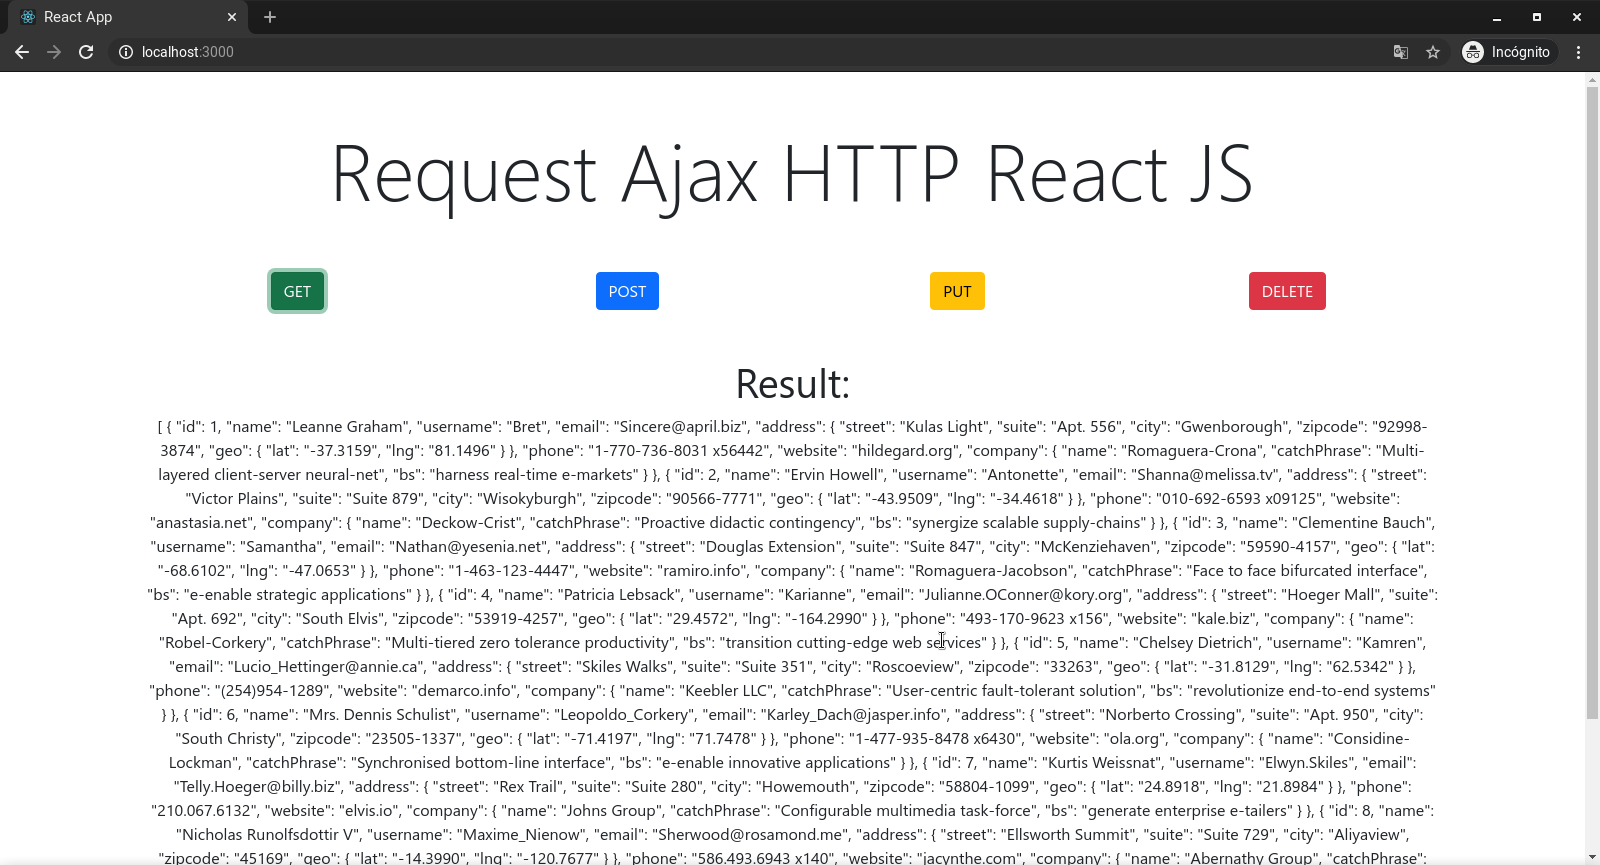 React App
localhost:3000
Incógnito
Request Ajax HTTP React JS
GET POST PUT DELETE
Result:
[ { "id": 1, "name": "Leanne Graham", "username": "Bret", "email": "Sincere@april.biz", "address": { "street": "Kulas Light", "suite": "Apt. 556", "city": "Gwenborough", "zipcode": "92998-
3874", "geo": { "lat": "-37.3159", "lng": "81.1496" } }, "phone": "1-770-736-8031 x56442", "website": "hildegard.org", "company": { "name": "Romaguera-Crona", "catchPhrase": "Multi-
layered client-server neural-net", "bs": "harness real-time e-markets" } }, { "id": 2, "name": "Ervin Howell", "username": "Antonette", "email": "Shanna@melissa.tv", "address": { "street":
"Victor Plains", "suite": "Suite 879", "city": "Wisokyburgh", "zipcode": "90566-7771", "geo": { "lat": "-43.9509", "lng": "-34.4618" } }, "phone": "010-692-6593 x09125", "website":
"anastasia.net", "company": { "name": "Deckow-Crist", "catchPhrase": "Proactive didactic contingency", "bs": "synergize scalable supply-chains" } }, { "id": 3, "name": "Clementine Bauch",
"username": "Samantha", "email": "Nathan@yesenia.net", "address": { "street": "Douglas Extension", "suite": "Suite 847", "city": "McKenziehaven", "zipcode": "59590-4157", "geo": { "lat":
"-68.6102", "lng": "-47.0653" } }, "phone": "1-463-123-4447", "website": "ramiro.info", "company": { "name": "Romaguera-Jacobson", "catchPhrase": "Face to face bifurcated interface",
"bs": "e-enable strategic applications" } }, { "id": 4, "name": "Patricia Lebsack", "username": "Karianne", "email": "Julianne.OConner@kory.org", "address": { "street": "Hoeger Mall", "suite":
"Apt. 692", "city": "South Elvis", "zipcode": "53919-4257", "geo": { "lat": "29.4572", "lng": "-164.2990" } }, "phone": "493-170-9623 x156", "website": "kale.biz", "company": { "name":
"Robel-Corkery", "catchPhrase": "Multi-tiered zero tolerance productivity", "bs": "transition cutting-edge web services" } }, { "id": 5, "name": "Chelsey Dietrich", "username": "Kamren",
"email": "Lucio_Hettinger@annie.ca", "address": { "street": "Skiles Walks", "suite": "Suite 351", "city": "Roscoeview", "zipcode": "33263", "geo": { "lat": "-31.8129", "lng": "62.5342" } },
"phone": "(254)954-1289", "website": "demarco.info", "company": { "name": "Keebler LLC", "catchPhrase": "User-centric fault-tolerant solution", "bs": "revolutionize end-to-end systems"
} }, { "id": 6, "name": "Mrs. Dennis Schulist", "username": "Leopoldo_Corkery", "email": "Karley_Dach@jasper.info", "address": { "street": "Norberto Crossing", "suite": "Apt. 950", "city":
"South Christy", "zipcode": "23505-1337", "geo": { "lat": "-71.4197", "lng": "71.7478" } }, "phone": "1-477-935-8478 x6430", "website": "ola.org", "company": { "name": "Considine-
Lockman", "catchPhrase": "Synchronised bottom-line interface", "bs": "e-enable innovative applications" } }, { "id": 7, "name": "Kurtis Weissnat", "username": "Elwyn.Skiles", "email":
"Telly.Hoeger@billy.biz", "address": { "street": "Rex Trail", "suite": "Suite 280", "city": "Howemouth", "zipcode": "58804-1099", "geo": { "lat": "24.8918", "lng": "21.8984" } }, "phone":
"210.067.6132", "website": "elvis.io", "company": { "name": "Johns Group", "catchPhrase": "Configurable multimedia task-force", "bs": "generate enterprise e-tailers" } }, { "id": 8, "name":
"Nicholas Runolfsdottir V", "username": "Maxime_Nienow", "email": "Sherwood@rosamond.me", "address": { "street": "Ellsworth Summit", "suite": "Suite 729", "city": "Aliyaview",
"zipcode": "45169", "geo": { "lat": "-14.3990", "lng": "-120.7677" } }, "phone": "586.493.6943 x140", "website": "jacynthe.com", "company": { "name": "Abernathy Group", "catchPhrase":